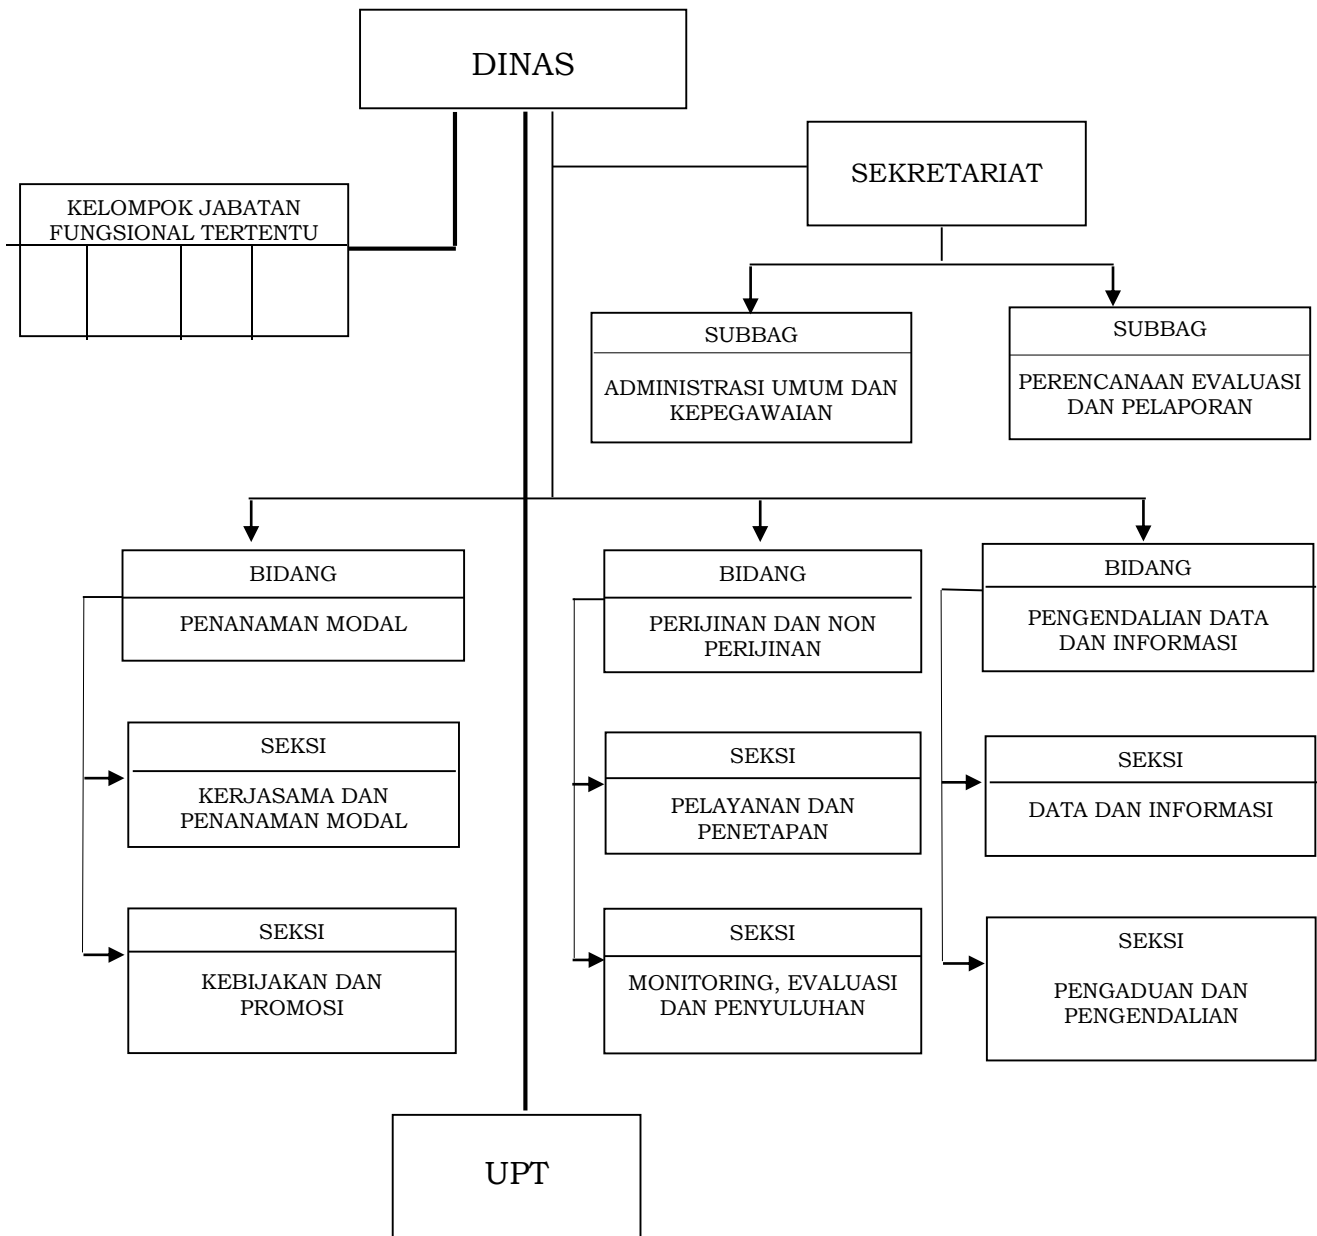 DINAS
SEKRETARIAT
KELOMPOK JABATAN
FUNGSIONAL TERTENTU
SUBBAG
ADMINISTRASI UMUM DAN
KEPEGAWAIAN
SUBBAG
PERENCANAAN EVALUASI
DAN PELAPORAN
BIDANG
PENANAMAN MODAL
BIDANG
PERIJINAN DAN NON
PERIJINAN
BIDANG
PENGENDALIAN DATA
DAN INFORMASI
SEKSI
KERJASAMA DAN
PENANAMAN MODAL
SEKSI
PELAYANAN DAN
PENETAPAN
SEKSI
DATA DAN INFORMASI
SEKSI
KEBIJAKAN DAN
PROMOSI
SEKSI
MONITORING, EVALUASI
DAN PENYULUHAN
SEKSI
PENGADUAN DAN
PENGENDALIAN
UPT